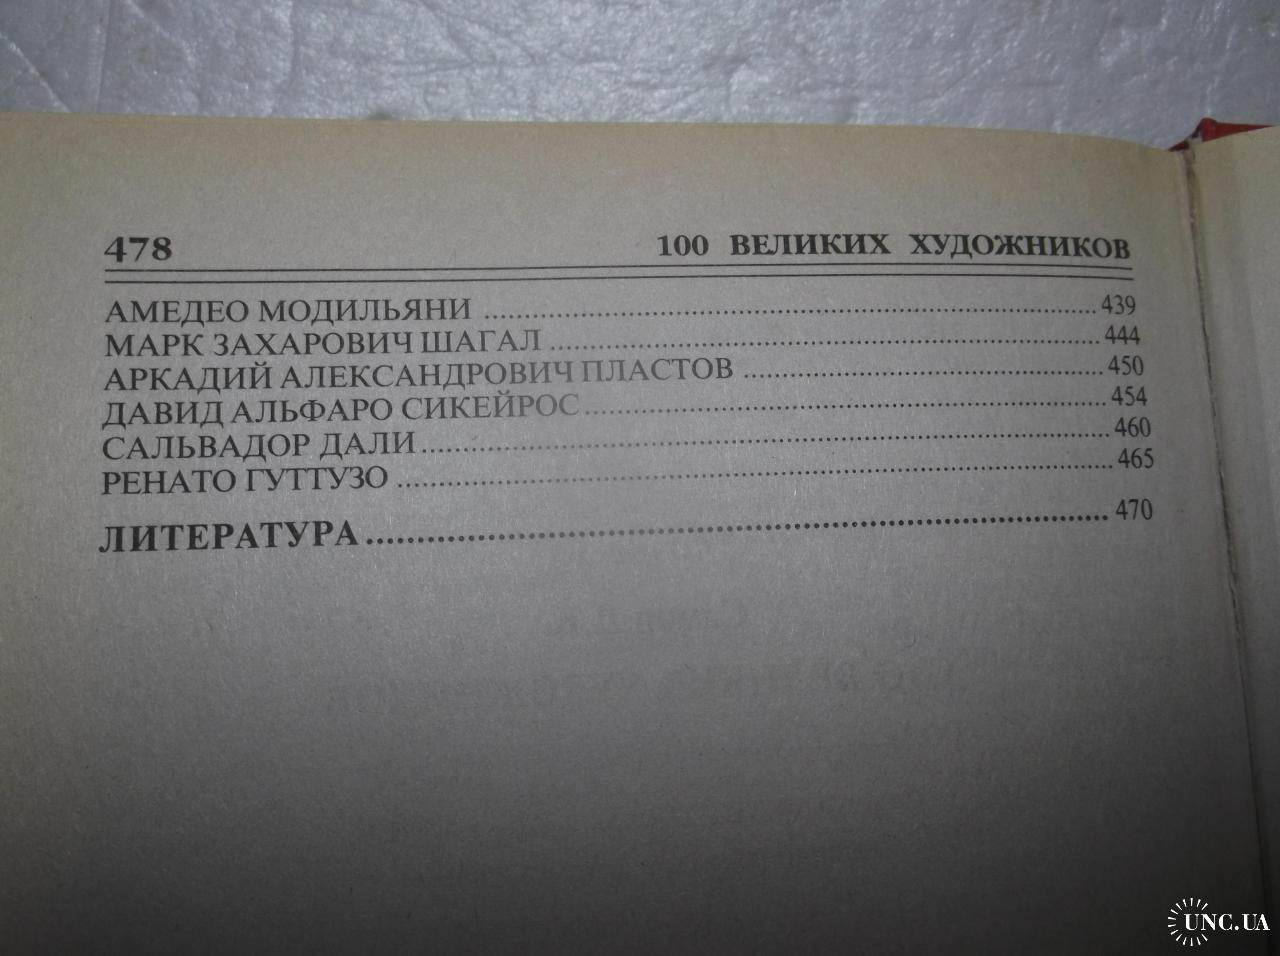 478 100 ВЕЛИКИХ ХУДОЖНИКОВ
АМЕДЕО МОДИЛЬЯНИ ........ 439
МАРК ЗАХАРОВИЧ ШАГАЛ ........ 444
АРКАДИЙ АЛЕКСАНДРОВИЧ ПЛАСТОВ ........ 450
ДАВИД АЛЬФАРО СИКЕЙРОС ........ 454
САЛЬВАДОР ДАЛИ ........ 460
РЕНАТО ГУТТУЗО ........ 465
ЛИТЕРАТУРА ........ 470
UNC.UA